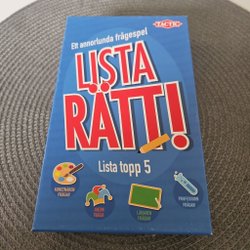 TACTIC
Ett annorlunda frågespel
LISTA
RÄTT!
Lista topp 5